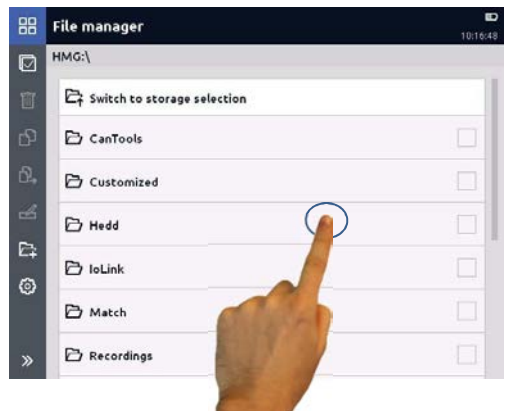 File manager
10:16:48
HMG:\
Switch to storage selection
CanTools
Customized
Hedd
IoLink
Match
Recordings